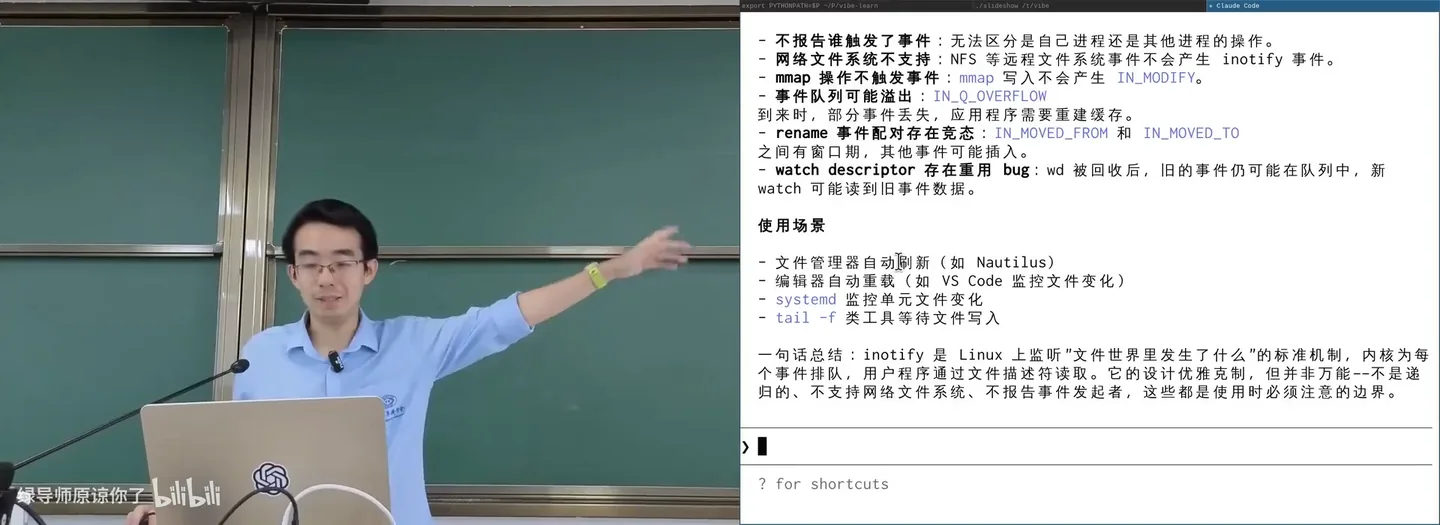 export PYTHONPATH=$P ~/P/vibe-learn
./slideshow /t/vibe
Claude Code
- 不报告谁触发了事件：无法区分是自己进程还是其他进程的操作。
- 网络文件系统不支持：NFS 等远程文件系统事件不会产生 inotify 事件。
- mmap 操作不触发事件：mmap 写入不会产生 IN_MODIFY。
- 事件队列可能溢出：IN_Q_OVERFLOW
到来时，部分事件丢失，应用程序需要重建缓存。
- rename 事件配对存在竞态：IN_MOVED_FROM 和 IN_MOVED_TO
之间有窗口期，其他事件可能插入。
- watch descriptor 存在重用 bug：wd 被回收后，旧的事件仍可能在队列中，新
watch 可能读到旧事件数据。
使用场景
- 文件管理器自动刷新（如 Nautilus）
- 编辑器自动重载（如 VS Code 监控文件变化）
- systemd 监控单元文件变化
- tail -f 类工具等待文件写入
一句话总结：inotify 是 Linux 上监听"文件世界里发生了什么"的标准机制，内核为每
个事件排队，用户程序通过文件描述符读取。它的设计优雅克制，但并非万能——不是递
归的、不支持网络文件系统、不报告事件发起者，这些都是使用时必须注意的边界。
❯
? for shortcuts
绿导师原谅你了 bilibili